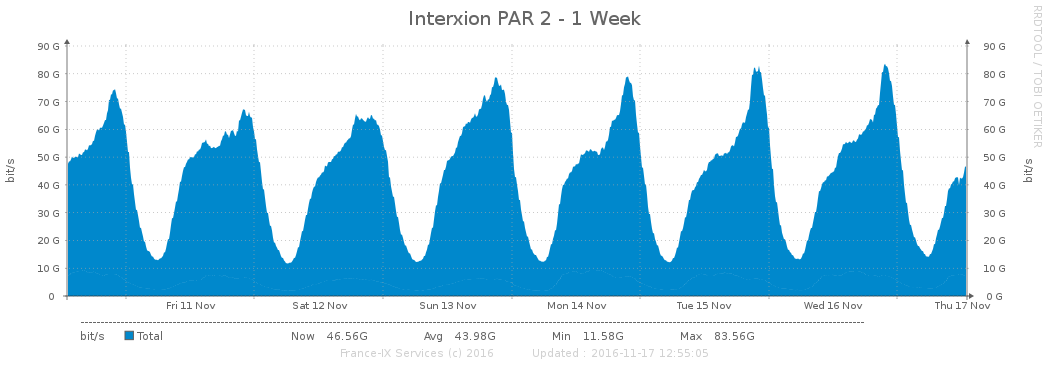 Interxion PAR 2 - 1 Week
RRDTOOL / TOBI OETIKER
90 G 90 G
80 G 80 G
70 G 70 G
60 G 60 G
50 G 50 G
40 G 40 G
30 G 30 G
20 G 20 G
10 G 10 G
0 0 G
bit/s
bit/s
Fri 11 Nov Sat 12 Nov Sun 13 Nov Mon 14 Nov Tue 15 Nov Wed 16 Nov Thu 17 Nov
bit/s Total Now 46.56G Avg 43.98G Min 11.58G Max 83.56G
France-IX Services (c) 2016 Updated : 2016-11-17 12:55:05